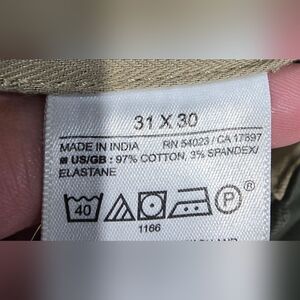 31 X 30
MADE IN INDIA RN 54023 / CA 17897
■ US/GB : 97% COTTON, 3% SPANDEX/
ELASTANE
40 P ®
1166